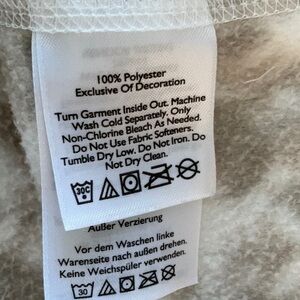 100% Polyester
Exclusive Of Decoration
Turn Garment Inside Out. Machine
Wash Cold Separately. Only
Non-Chlorine Bleach As Needed.
Do Not Use Fabric Softeners.
Tumble Dry Low. Do Not Iron. Do
Not Dry Clean.
30C
Außer Verzierung
Vor dem Waschen linke
Warenseite nach außen drehen.
Keine Weichspüler verwenden.
30